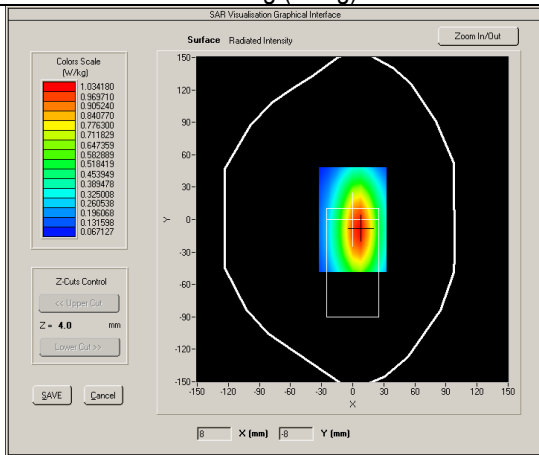 SAR Visualisation Graphical Interface
Surface Radiated Intensity
Zoom In/Out
Colors Scale
(W/kg)
1.034180
0.969710
0.905240
0.840770
0.776300
0.711829
0.647359
0.582889
0.518419
0.453949
0.389478
0.325008
0.260538
0.196068
0.131598
0.067127
150
120
90
60
30
0
-30
-60
-90
-120
-150
Y
-150 -120 -90 -60 -30 0 30 60 90 120 150
X
Z-Cuts Control
<< Upper Cut
Z = 4.0 mm
Lower Cut >>
SAVE Cancel
8 X (mm) -8 Y (mm)